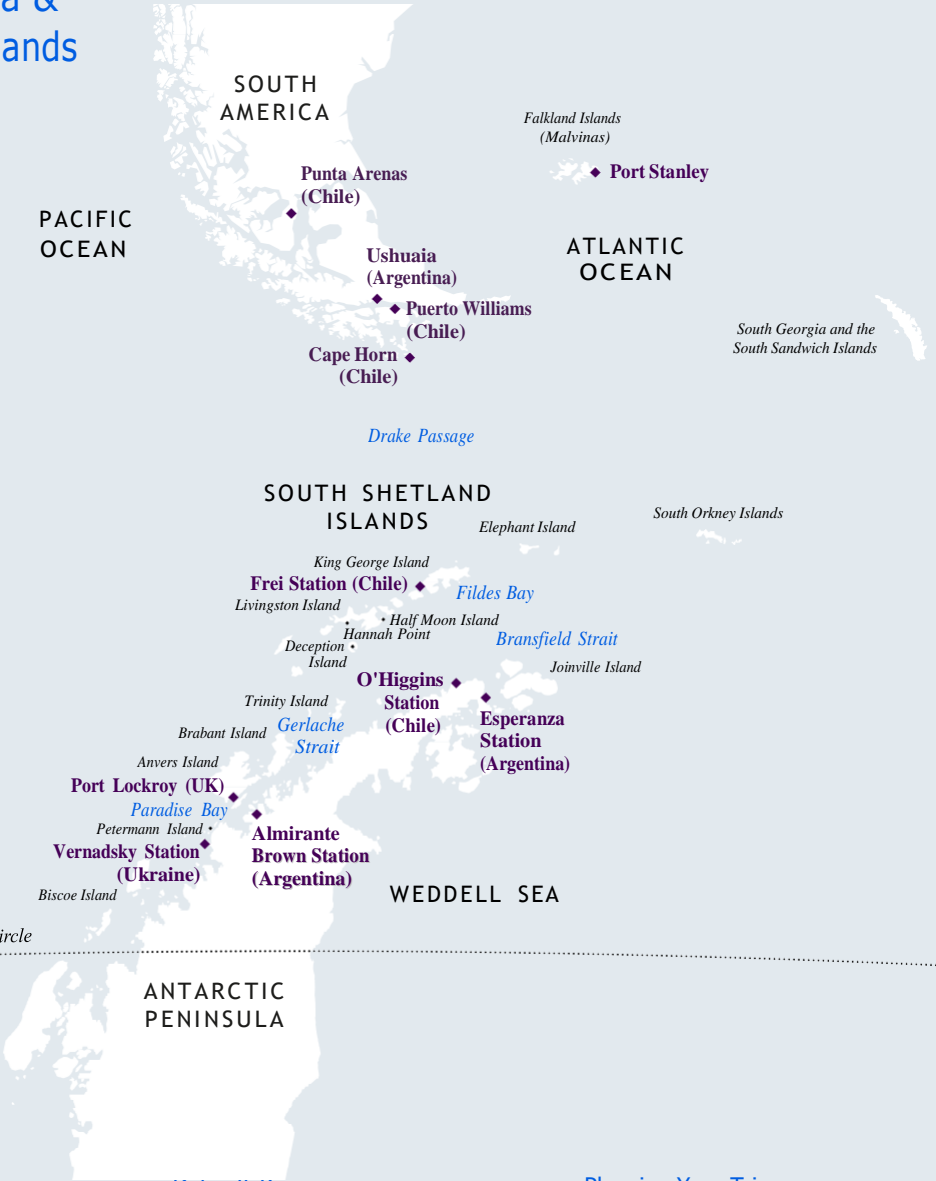 a &
ands
SOUTH
AMERICA
Falkland Islands
(Malvinas)
Port Stanley
Punta Arenas
(Chile)
PACIFIC
OCEAN
ATLANTIC
OCEAN
Ushuaia
(Argentina)
Puerto Williams
(Chile)
South Georgia and the
South Sandwich Islands
Cape Horn
(Chile)
Drake Passage
SOUTH SHETLAND
ISLANDS
Elephant Island
South Orkney Islands
King George Island
Frei Station (Chile)
Fildes Bay
Livingston Island
Half Moon Island
Hannah Point
Bransfield Strait
Deception
Island
Joinville Island
O'Higgins
Station
(Chile)
Trinity Island
Esperanza
Station
(Argentina)
Gerlache
Strait
Brabant Island
Anvers Island
Port Lockroy (UK)
Paradise Bay
Petermann Island
Almirante
Brown Station
(Argentina)
Vernadsky Station
(Ukraine)
Biscoe Island
WEDDELL SEA
ircle
ANTARCTIC
PENINSULA